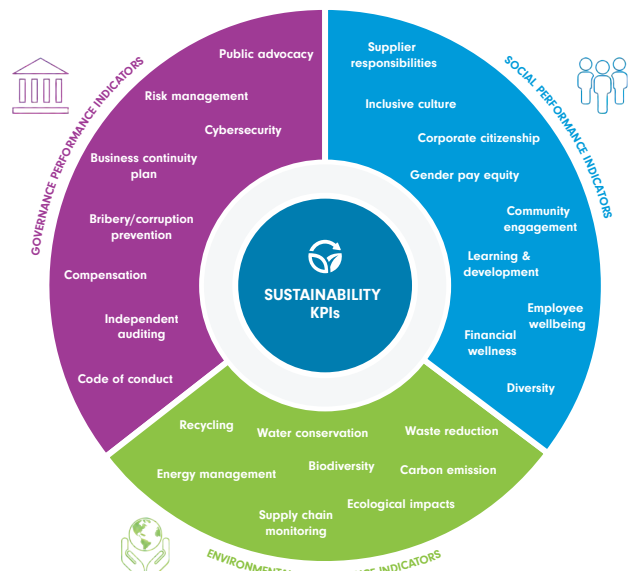 GOVERNANCE PERFORMANCE INDICATORS
Public advocacy
Risk management
Cybersecurity
Business continuity
plan
Bribery/corruption
prevention
Compensation
Independent
auditing
Code of conduct
SOCIAL PERFORMANCE INDICATORS
Supplier
responsibilities
Inclusive culture
Corporate citizenship
Gender pay equity
Community
engagement
Learning &
development
Employee
wellbeing
Financial
wellness
Diversity
SUSTAINABILITY
KPIs
Recycling
Water conservation
Waste reduction
Energy management
Biodiversity
Carbon emission
Supply chain
monitoring
Ecological impacts
INDICATORS